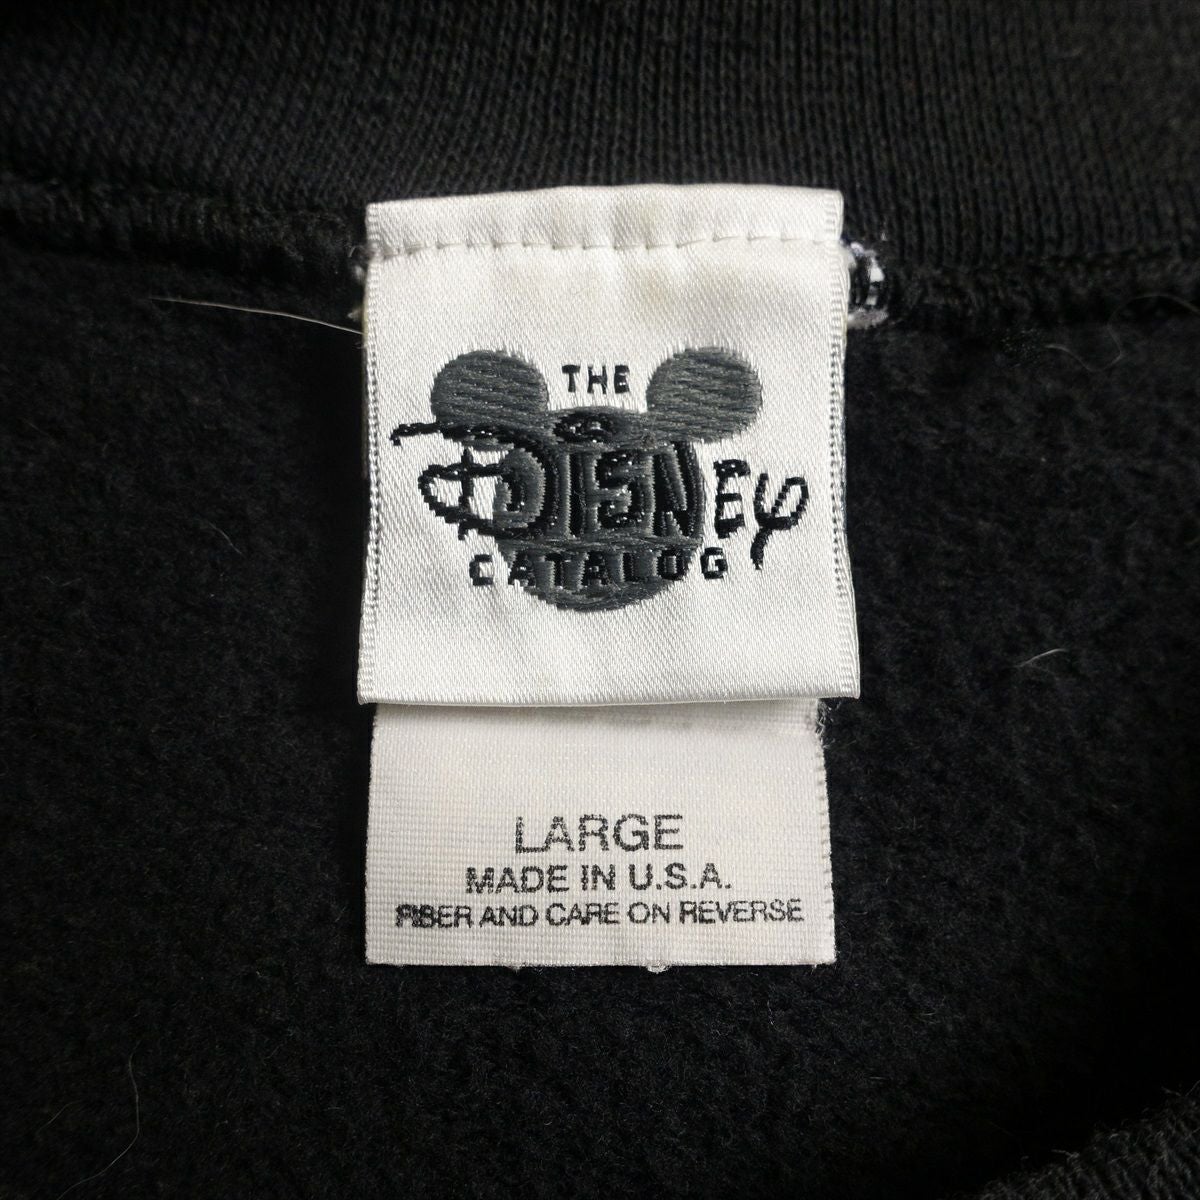 THE
DISNEY
CATALOG
LARGE
MADE IN U.S.A.
FIBER AND CARE ON REVERSE